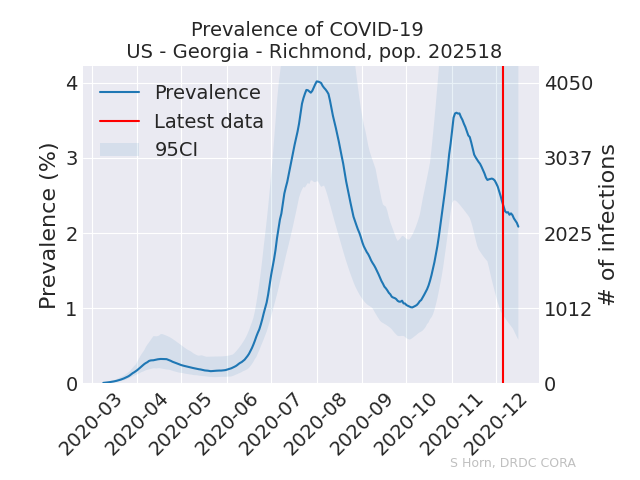 Prevalence of COVID-19
US - Georgia - Richmond, pop. 202518
Prevalence
Latest data
95CI
Prevalence (%)
4
3
2
1
0
4050
3037
2025
1012
0
# of infections
2020-03
2020-04
2020-05
2020-06
2020-07
2020-08
2020-09
2020-10
2020-11
2020-12
S Horn, DRDC CORA